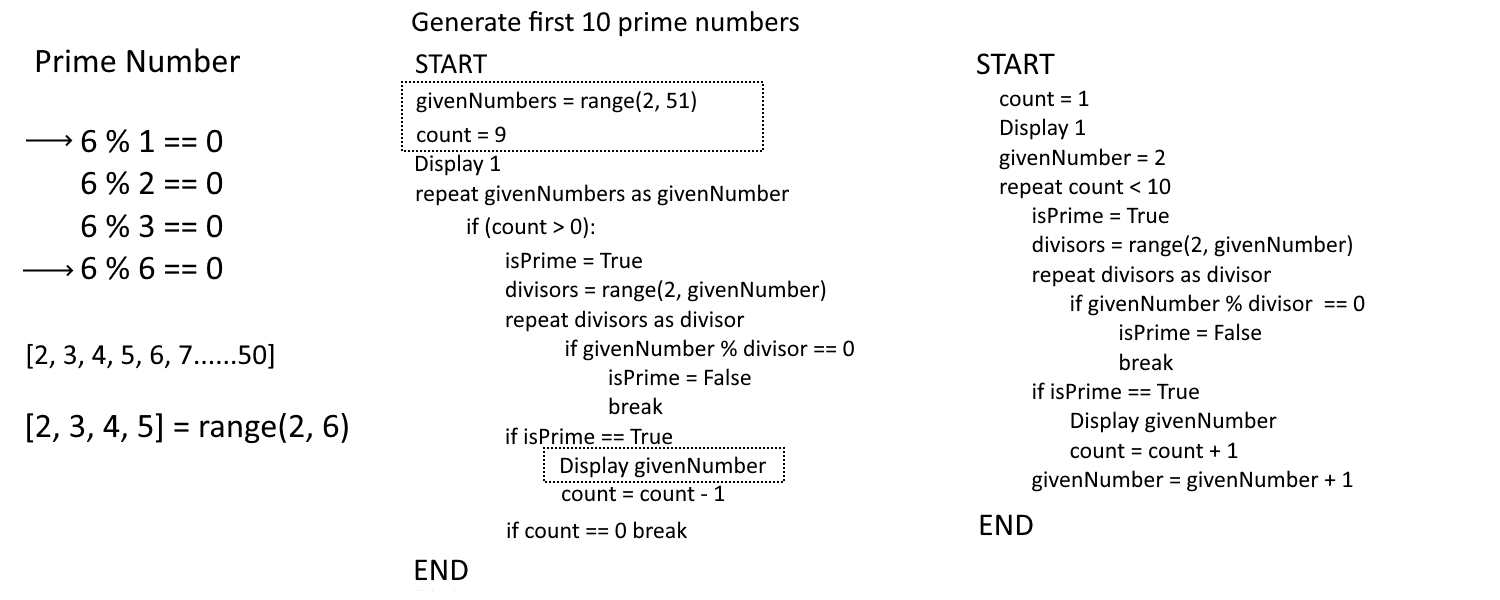 Prime Number
6 % 1 == 0
6 % 2 == 0
6 % 3 == 0
6 % 6 == 0
[2, 3, 4, 5, 6, 7......50]
[2, 3, 4, 5] = range(2, 6)
Generate first 10 prime numbers
START
givenNumbers = range(2, 51)
count = 9
Display 1
repeat givenNumbers as givenNumber
if (count > 0):
isPrime = True
divisors = range(2, givenNumber)
repeat divisors as divisor
if givenNumber % divisor == 0
isPrime = False
break
if isPrime == True
Display givenNumber
count = count - 1
if count == 0 break
END
START
count = 1
Display 1
givenNumber = 2
repeat count < 10
isPrime = True
divisors = range(2, givenNumber)
repeat divisors as divisor
if givenNumber % divisor  == 0
isPrime = False
break
if isPrime == True
Display givenNumber
count = count + 1
givenNumber = givenNumber + 1
END